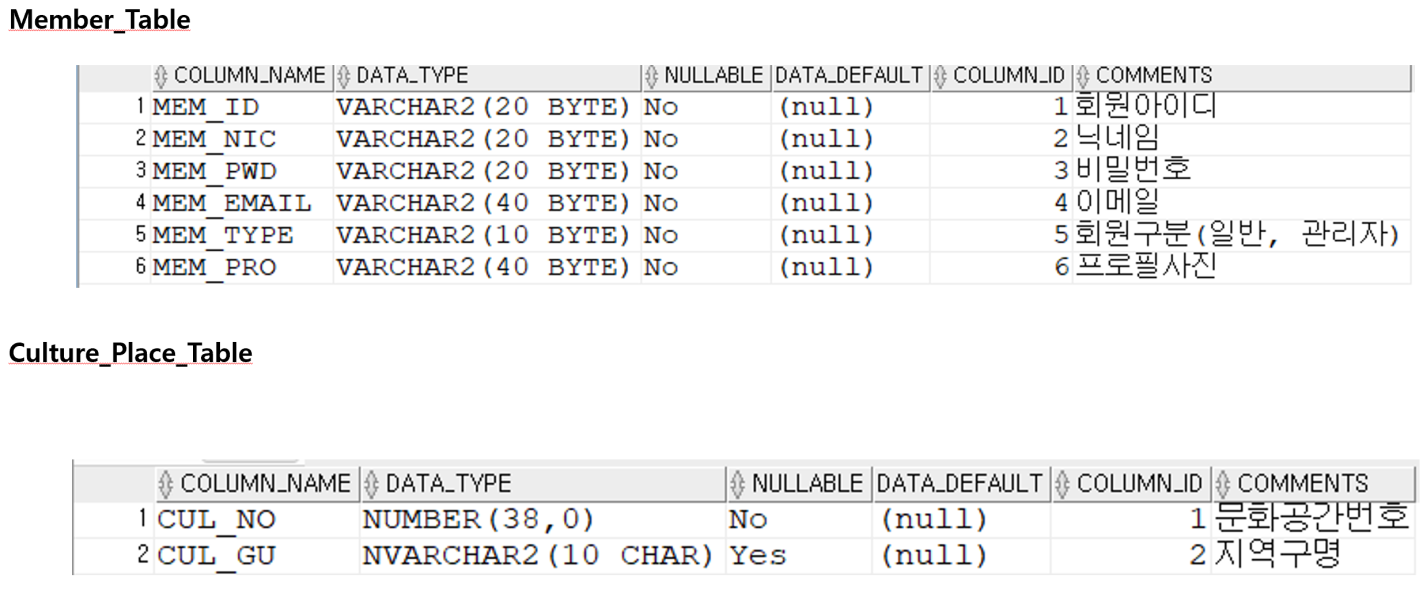 Member_Table
COLUMN_NAME DATA_TYPE NULLABLE DATA_DEFAULT COLUMN_ID COMMENTS
1 MEM_ID VARCHAR2(20 BYTE) No (null) 1 회원아이디
2 MEM_NIC VARCHAR2(20 BYTE) No (null) 2 닉네임
3 MEM_PWD VARCHAR2(20 BYTE) No (null) 3 비밀번호
4 MEM_EMAIL VARCHAR2(40 BYTE) No (null) 4 이메일
5 MEM_TYPE VARCHAR2(10 BYTE) No (null) 5 회원구분(일반, 관리자)
6 MEM_PRO VARCHAR2(40 BYTE) No (null) 6 프로필사진
Culture_Place_Table
COLUMN_NAME DATA_TYPE NULLABLE DATA_DEFAULT COLUMN_ID COMMENTS
1 CUL_NO NUMBER(38,0) No (null) 1 문화공간번호
2 CUL_GU NVARCHAR2(10 CHAR) Yes (null) 2 지역구명